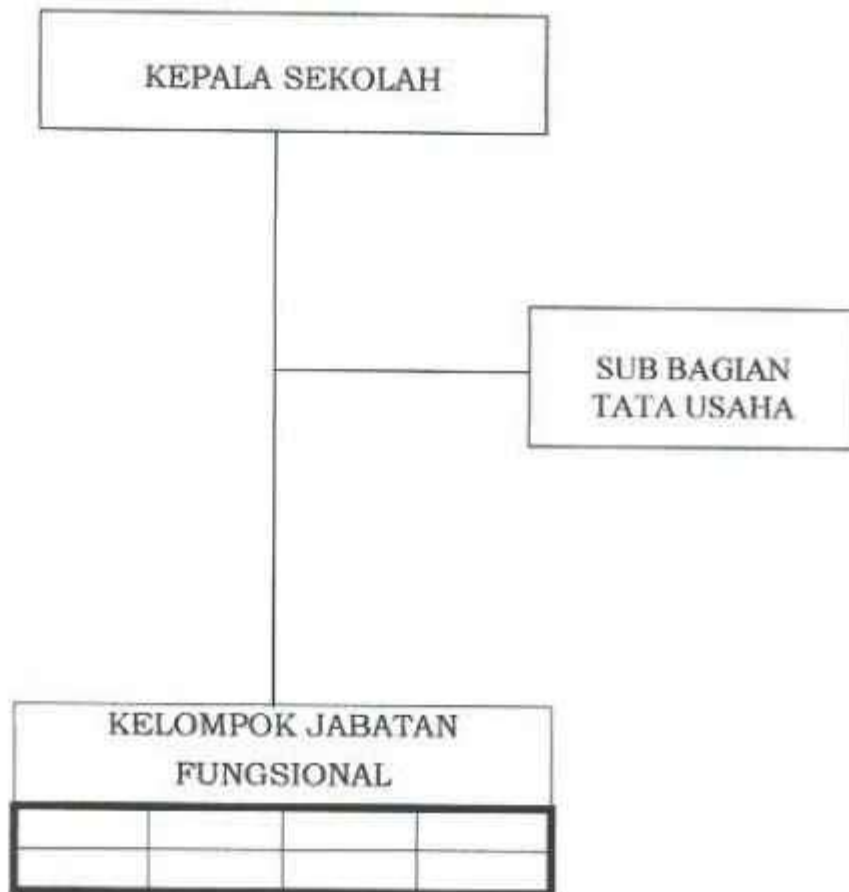 KEPALA SEKOLAH
SUB BAGIAN
TATA USAHA
KELOMPOK JABATAN
FUNGSIONAL